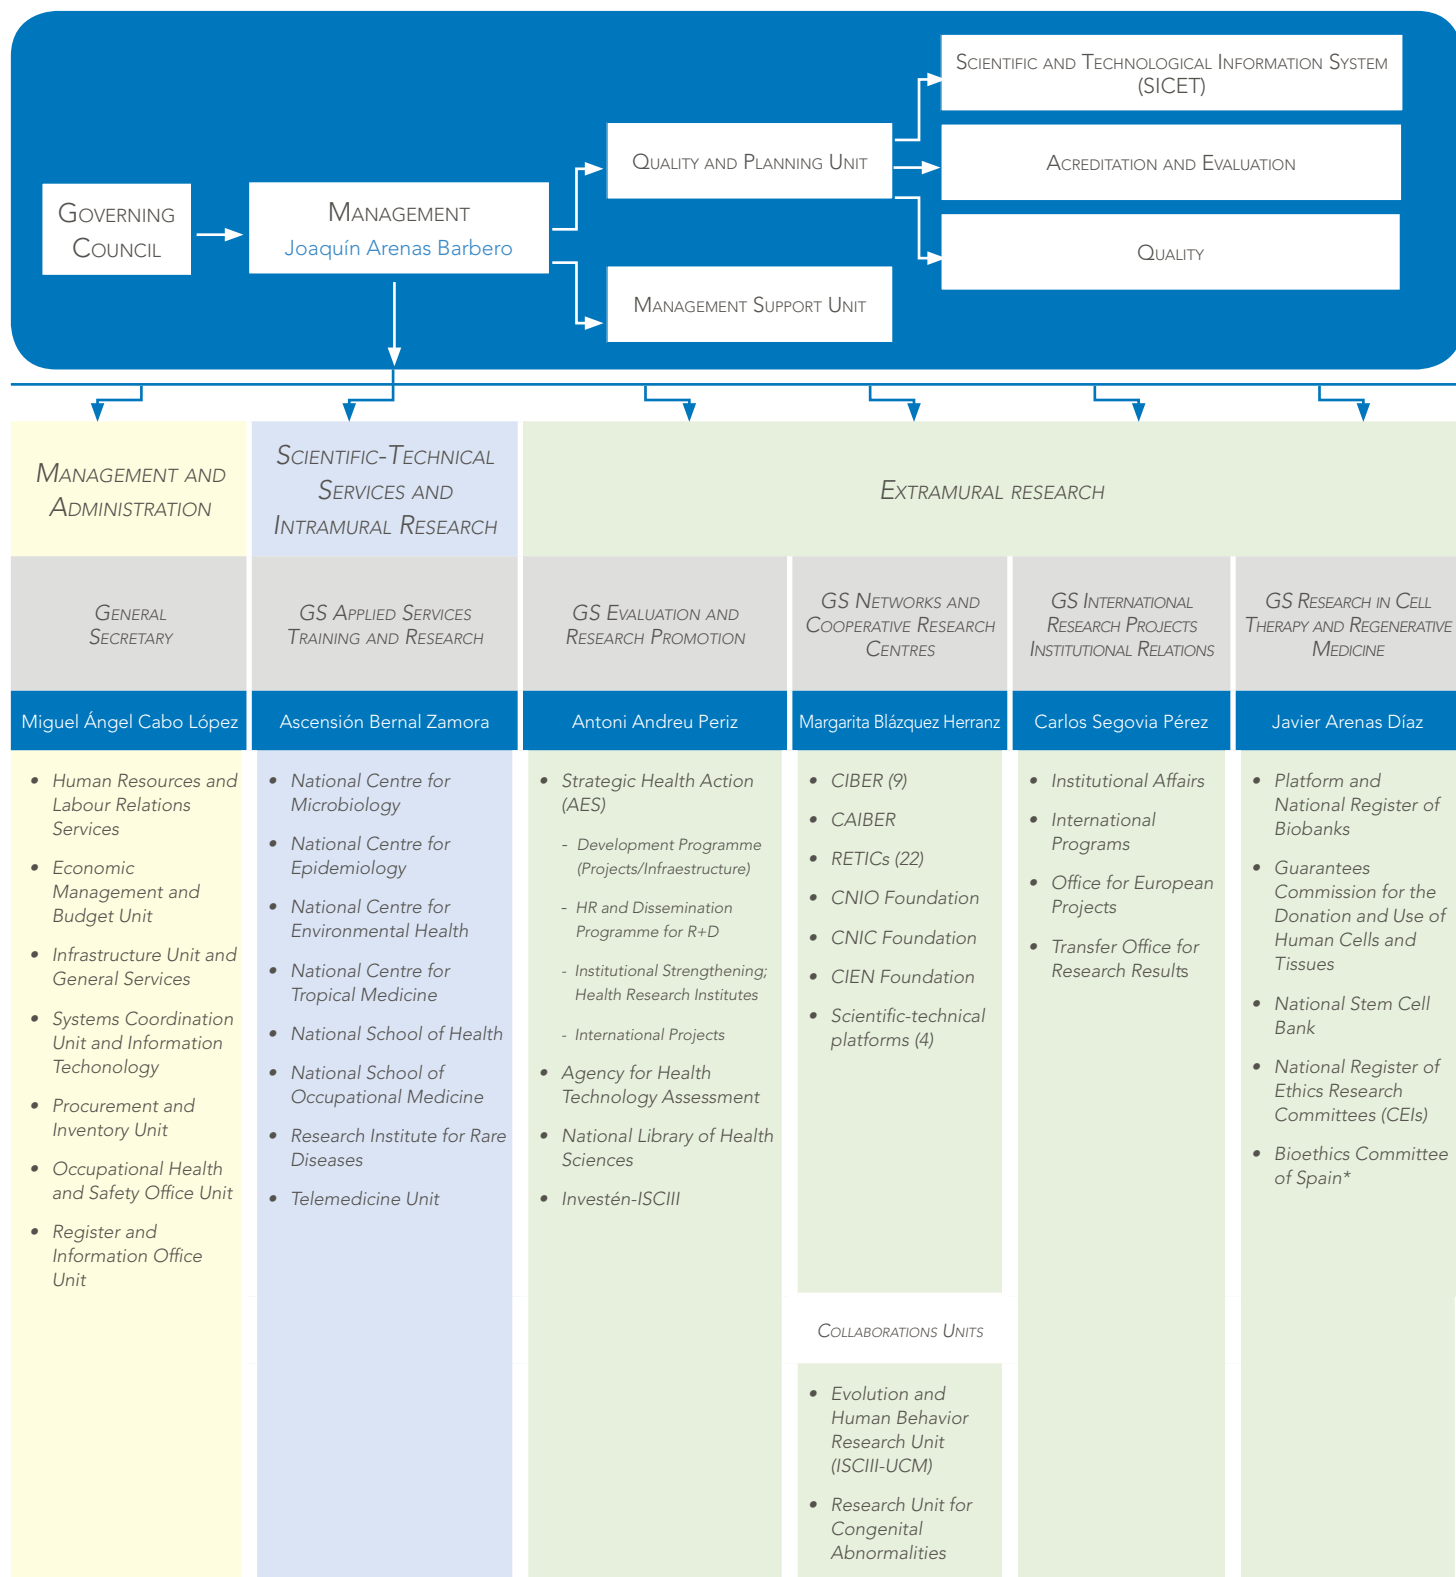 Scientific and Technological Information System
(SICET)
Quality and Planning Unit
Acreditation and Evaluation
Governing
Council
Management
Joaquín Arenas Barbero
Quality
Management Support Unit
Management and
Administration
Scientific-Technical
Services and
Intramural Research
Extramural research
General
Secretary
GS Applied Services
Training and Research
GS Evaluation and
Research Promotion
GS Networks and
Cooperative Research
Centres
GS International
Research Projects
Institutional Relations
GS Research in Cell
Therapy and Regenerative
Medicine
Miguel Ángel Cabo López
Ascensión Bernal Zamora
Antoni Andreu Periz
Margarita Blázquez Herranz
Carlos Segovia Pérez
Javier Arenas Díaz
• Human Resources and
Labour Relations
Services
• Economic
Management and
Budget Unit
• Infrastructure Unit and
General Services
• Systems Coordination
Unit and Information
Techonology
• Procurement and
Inventory Unit
• Occupational Health
and Safety Office Unit
• Register and
Information Office
Unit
• National Centre for
Microbiology
• National Centre for
Epidemiology
• National Centre for
Environmental Health
• National Centre for
Tropical Medicine
• National School of Health
• National School of
Occupational Medicine
• Research Institute for Rare
Diseases
• Telemedicine Unit
• Strategic Health Action
(AES)
- Development Programme
(Projects/Infraestructure)
- HR and Dissemination
Programme for R+D
- Institutional Strengthening;
Health Research Institutes
- International Projects
• Agency for Health
Technology Assessment
• National Library of Health
Sciences
• Investén-ISCIII
• CIBER (9)
• CAIBER
• RETICs (22)
• CNIO Foundation
• CNIC Foundation
• CIEN Foundation
• Scientific-technical
platforms (4)
Collaborations Units
• Evolution and
Human Behavior
Research Unit
(ISCIII-UCM)
• Research Unit for
Congenital
Abnormalities
• Institutional Affairs
• International
Programs
• Office for European
Projects
• Transfer Office for
Research Results
• Platform and
National Register of
Biobanks
• Guarantees
Commission for the
Donation and Use of
Human Cells and
Tissues
• National Stem Cell
Bank
• National Register of
Ethics Research
Committees (CEIs)
• Bioethics Committee
of Spain*